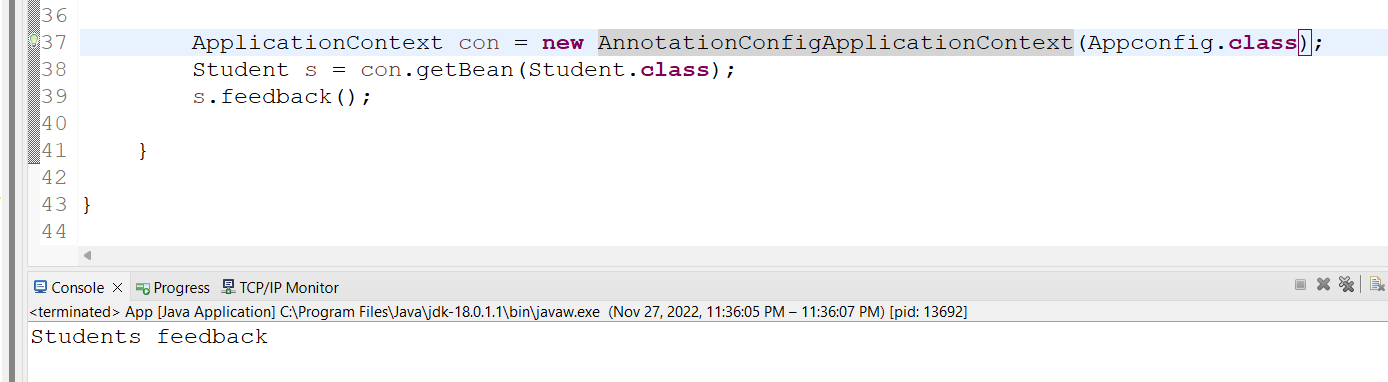 36
37 ApplicationContext con = new AnnotationConfigApplicationContext(Appconfig.class);
38 Student s = con.getBean(Student.class);
39 s.feedback();
40
41 }
42
43 }
44
Console Progress TCP/IP Monitor
<terminated> App [Java Application] C:\Program Files\Java\jdk-18.0.1.1\bin\javaw.exe (Nov 27, 2022, 11:36:05 PM – 11:36:07 PM) [pid: 13692]
Students feedback